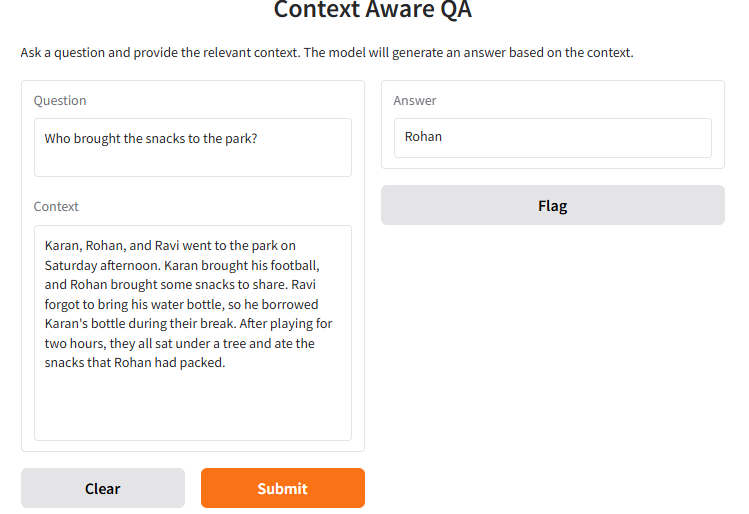 Context Aware QA
Ask a question and provide the relevant context. The model will generate an answer based on the context.
Question
Who brought the snacks to the park?
Context
Karan, Rohan, and Ravi went to the park on
Saturday afternoon. Karan brought his football,
and Rohan brought some snacks to share. Ravi
forgot to bring his water bottle, so he borrowed
Karan's bottle during their break. After playing for
two hours, they all sat under a tree and ate the
snacks that Rohan had packed.
Clear
Submit
Answer
Rohan
Flag